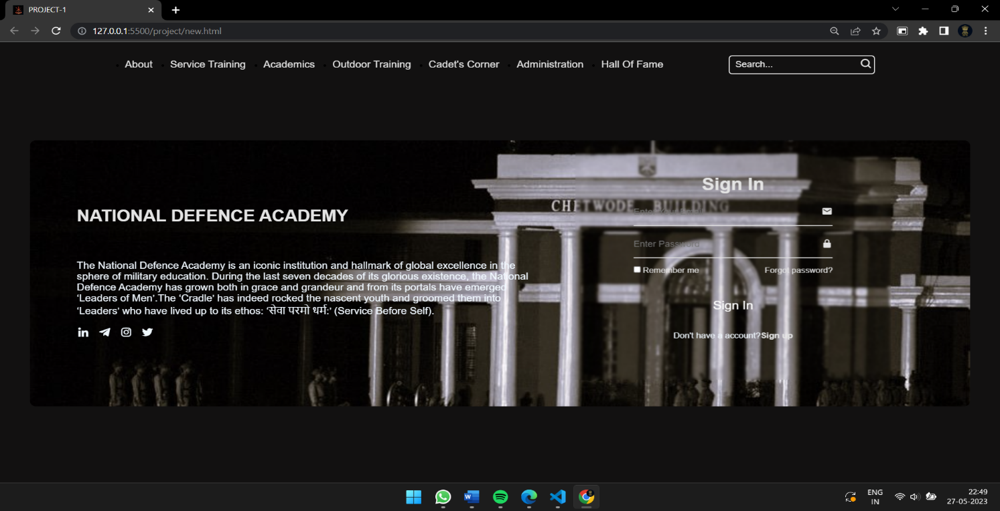 PROJECT-1
127.0.0.1:5500/project/new.html
About Service Training Academics Outdoor Training Cadet's Corner Administration Hall Of Fame Search...
CHETWODE BUILDING
Sign In
NATIONAL DEFENCE ACADEMY
Enter Your Email
Enter Password
Remember me Forgot password?
The National Defence Academy is an iconic institution and hallmark of global excellence in the
sphere of military education. During the last seven decades of its glorious existence, the National
Defence Academy has grown both in grace and grandeur and from its portals have emerged
‘Leaders of Men’.The ‘Cradle’ has indeed rocked the nascent youth and groomed them into
‘Leaders’ who have lived up to its ethos: ‘सेवा परमो धर्म:’ (Service Before Self).
Sign In
Don't have a account?Sign up
ENG
IN
22:49
27-05-2023